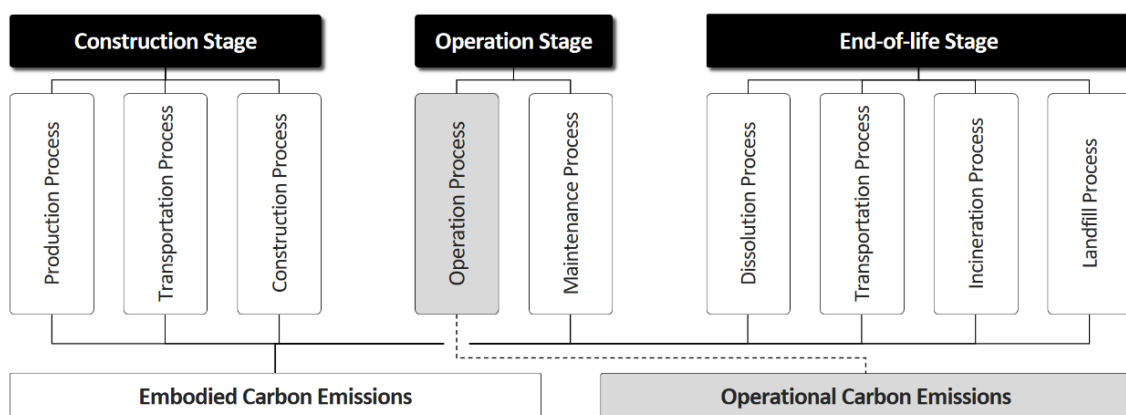 Construction Stage
Operation Stage
End-of-life Stage
Production Process
Transportation Process
Construction Process
Operation Process
Maintenance Process
Dissolution Process
Transportation Process
Incineration Process
Landfill Process
Embodied Carbon Emissions
Operational Carbon Emissions